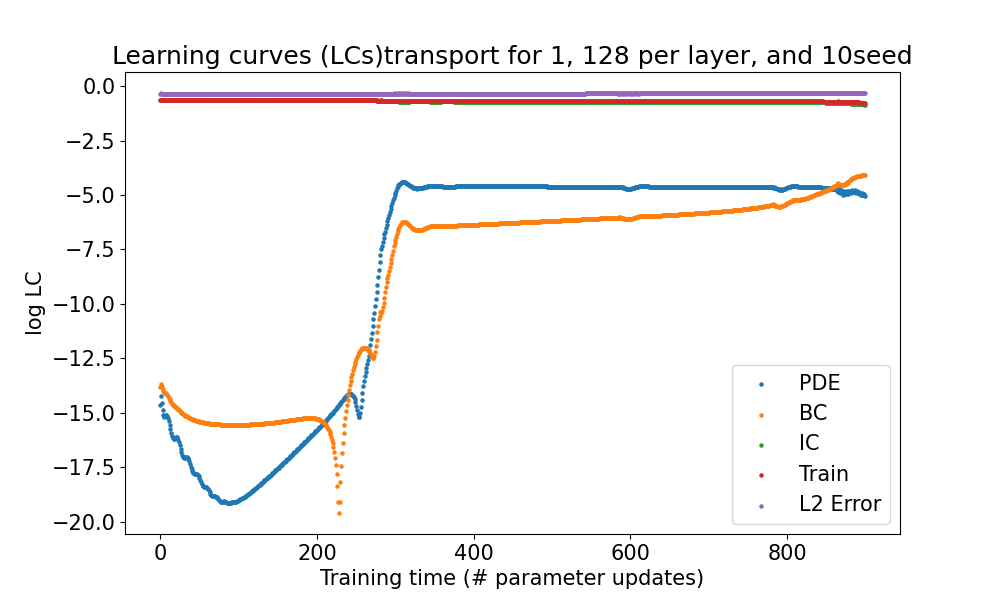 Learning curves (LCs)transport for 1, 128 per layer, and 10seed
log LC
0.0
−2.5
−5.0
−7.5
−10.0
−12.5
−15.0
−17.5
−20.0
PDE
BC
IC
Train
L2 Error
0 200 400 600 800
Training time (# parameter updates)